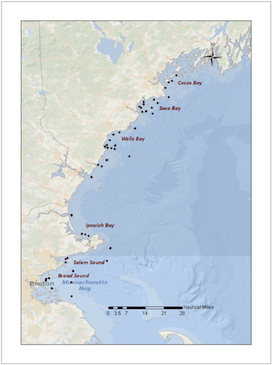 Casco Bay
Saco Bay
Wells Bay
Ipswich Bay
Salem Sound
Broad Sound
Boston
Massachusetts
Bay
Nautical Miles
0 3.5 7 14 21 28